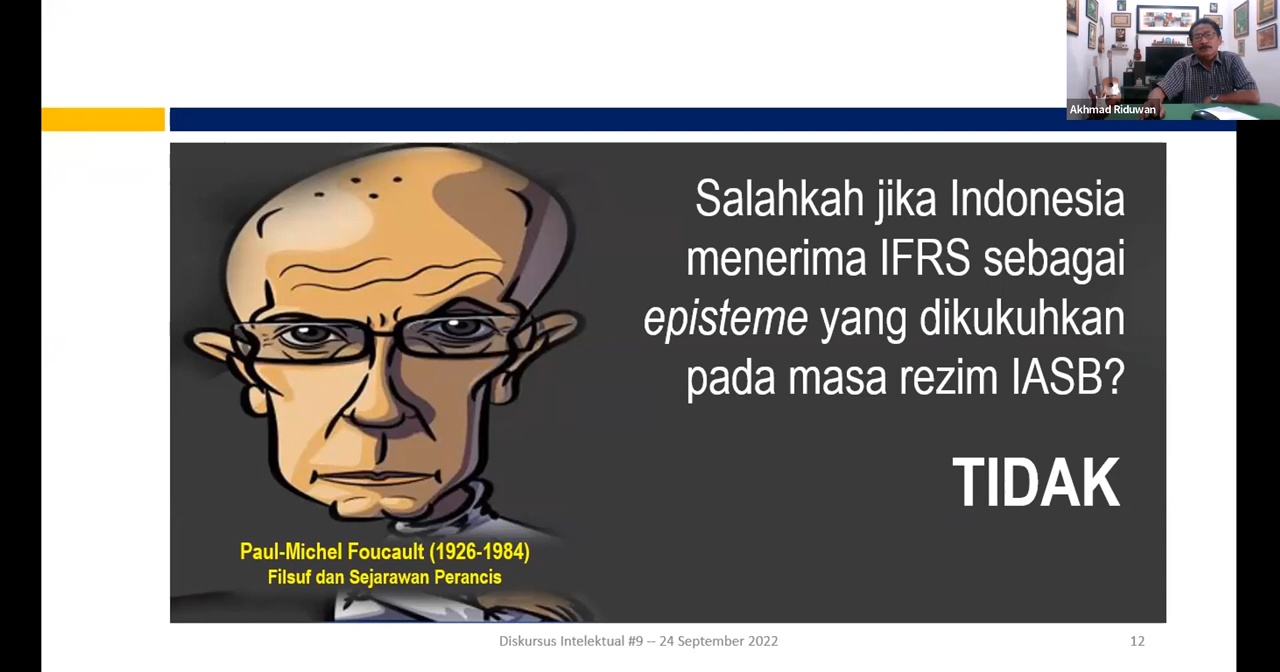 Akhmad Riduwan
Salahkah jika Indonesia
menerima IFRS sebagai
episteme yang dikukuhkan
pada masa rezim IASB?
TIDAK
Paul-Michel Foucault (1926-1984)
Filsuf dan Sejarawan Perancis
Diskursus Intelektual #9 -- 24 September 2022
12